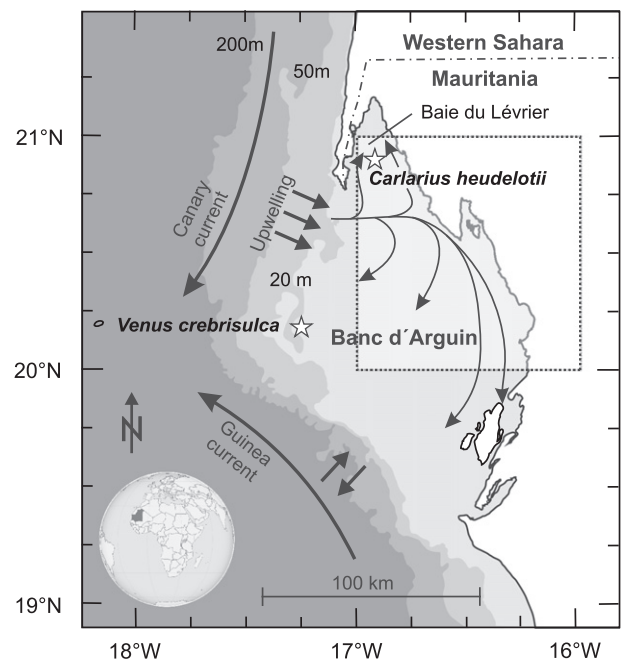 200m
Western Sahara
50m
Mauritania
Baie du Lévrier
21°N
Carlarius heudelotii
Canary
current
Upwelling
20 m
Venus crebrisulca
Banc d´Arguin
20°N
Guinea
current
N
100 km
19°N
18°W
17°W
16°W